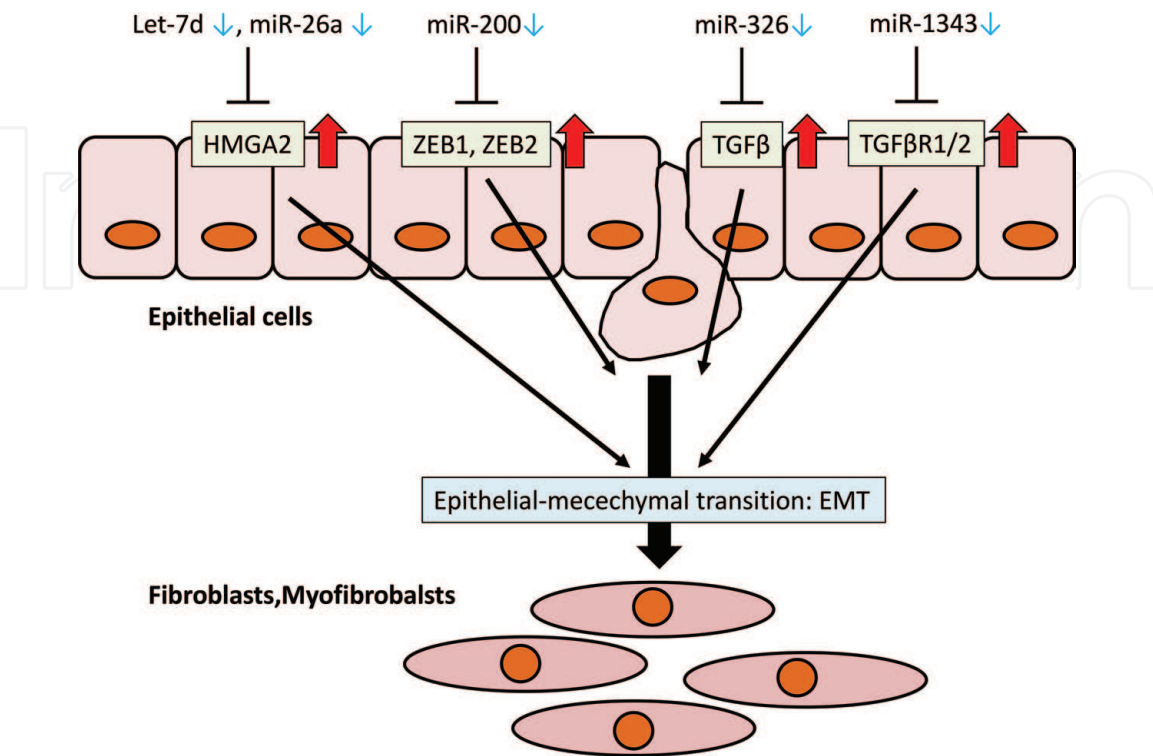 Let-7d ↓, miR-26a ↓ miR-200↓ miR-326↓ miR-1343↓
HMGA2 ZEB1, ZEB2 TGFβ TGFβR1/2
Epithelial cells
Epithelial-mecechymal transition: EMT
Fibroblasts,Myofibrobalsts